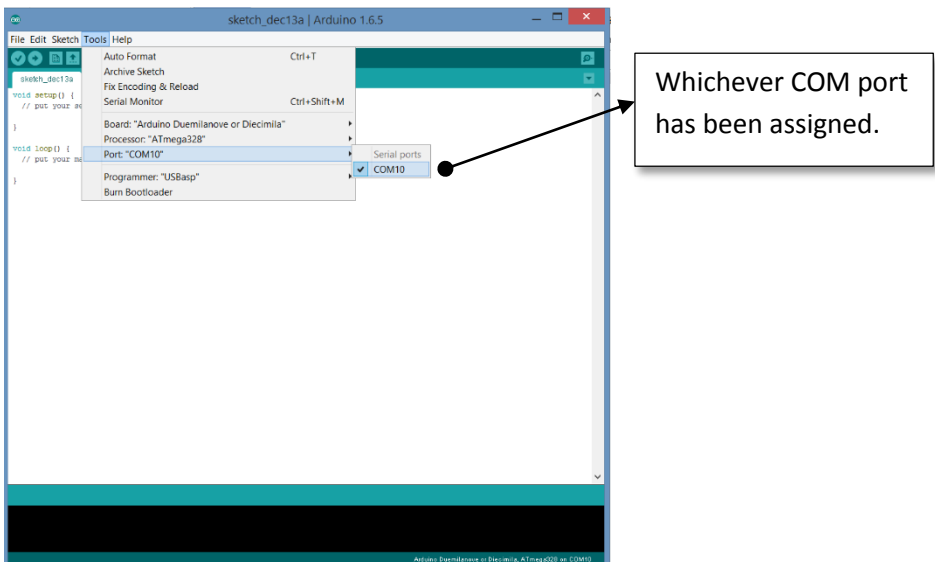 sketch_dec13a | Arduino 1.6.5
File Edit Sketch Tools Help
Auto Format Ctrl+T
Archive Sketch
Fix Encoding & Reload
Serial Monitor Ctrl+Shift+M
Board: "Arduino Duemilanove or Diecimila"
Processor: "ATmega328"
Port: "COM10"
Programmer: "USBasp"
Burn Bootloader
Serial ports
COM10
sketch_dec13a
void setup() {
// put your se
}
void loop() {
// put your ma
}
Whichever COM port
has been assigned.
Arduino Duemilanove or Diecimila, ATmega328 on COM10